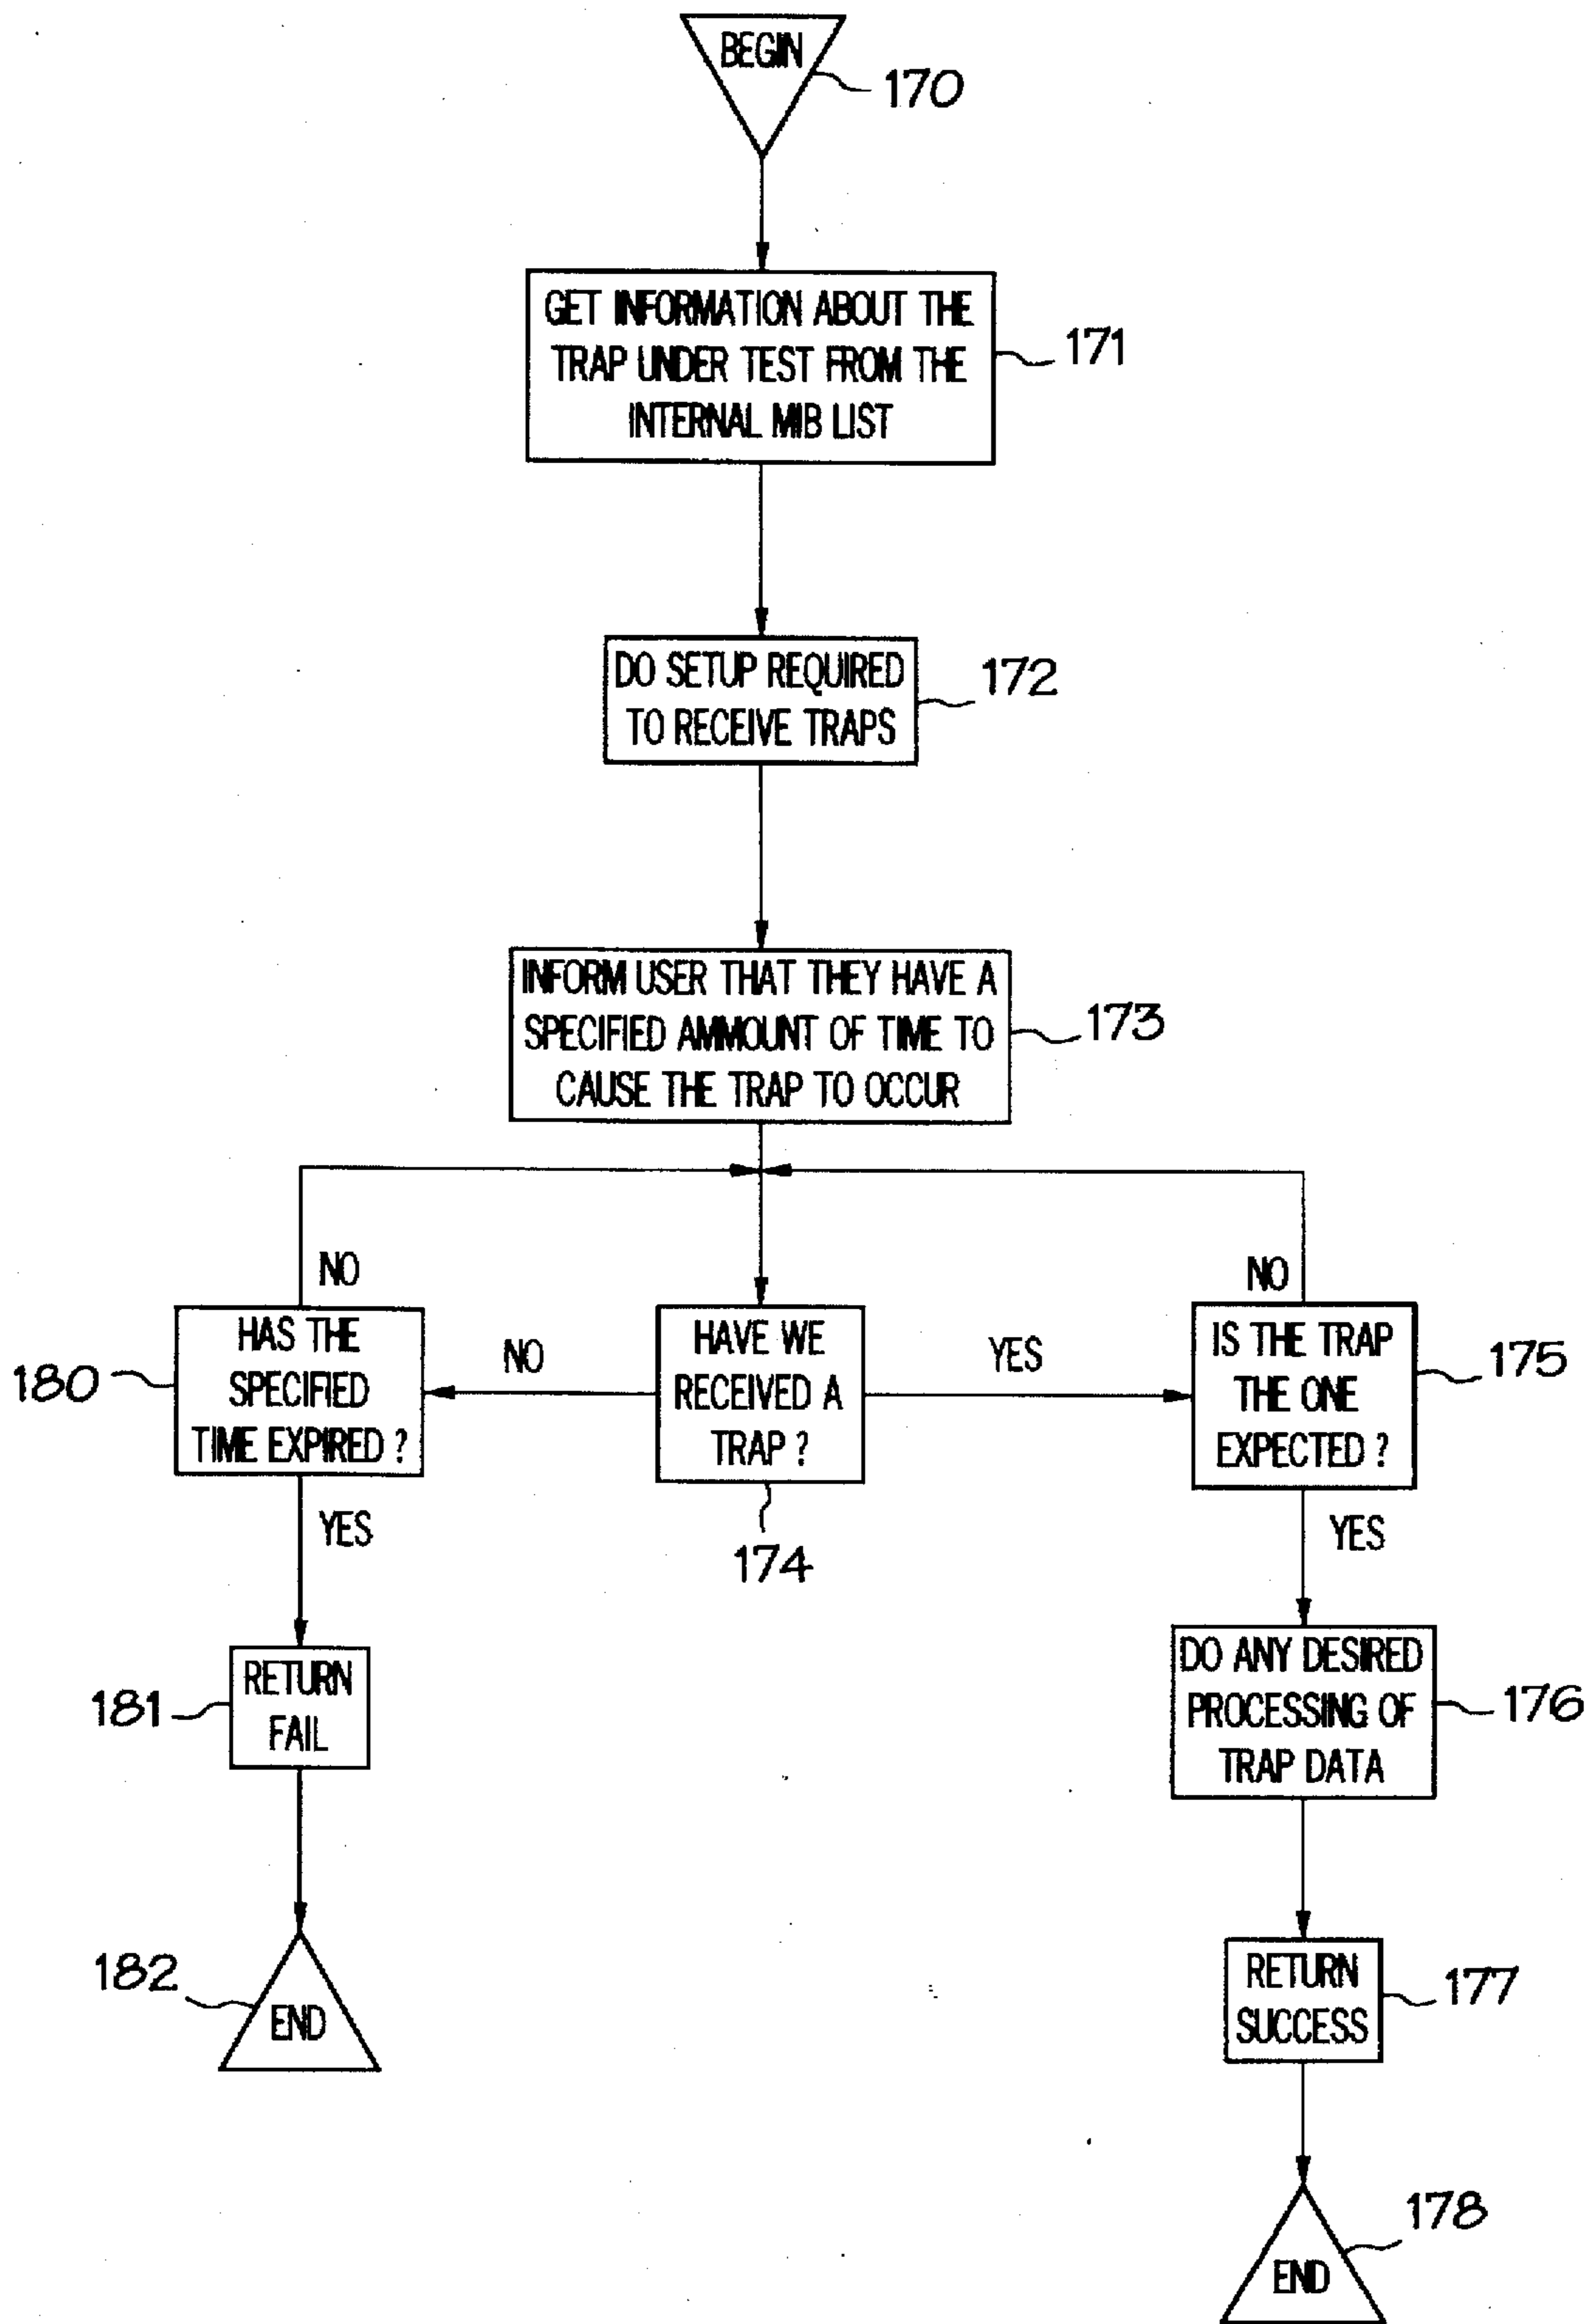 BEGIN
170
GET INFORMATION ABOUT THE
TRAP UNDER TEST FROM THE
INTERNAL MIB LIST
171
DO SETUP REQUIRED
TO RECEIVE TRAPS
172
INFORM USER THAT THEY HAVE A
SPECIFIED AMMOUNT OF TIME TO
CAUSE THE TRAP TO OCCUR
173
NO
NO
HAS THE
SPECIFIED
TIME EXPIRED ?
180
NO
HAVE WE
RECEIVED A
TRAP ?
174
YES
IS THE TRAP
THE ONE
EXPECTED ?
175
YES
YES
RETURN
FAIL
181
DO ANY DESIRED
PROCESSING OF
TRAP DATA
176
182
END
RETURN
SUCCESS
177
178
END